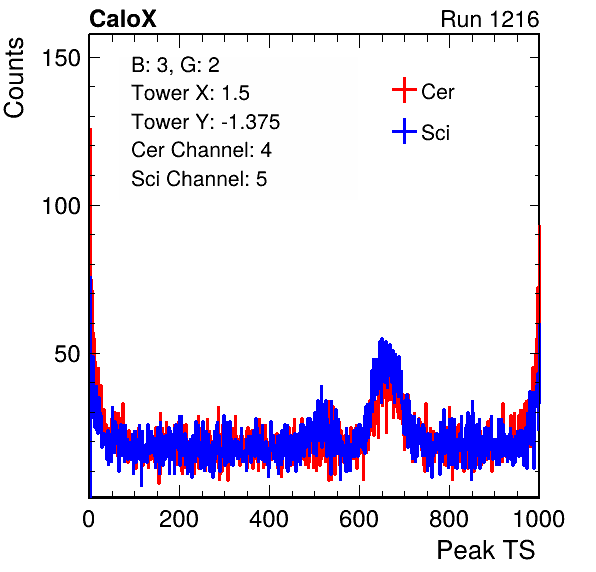 CaloX Run 1216
Counts
150
100
50
B: 3, G: 2
Tower X: 1.5
Tower Y: -1.375
Cer Channel: 4
Sci Channel: 5
Cer
Sci
0 200 400 600 800 1000
Peak TS